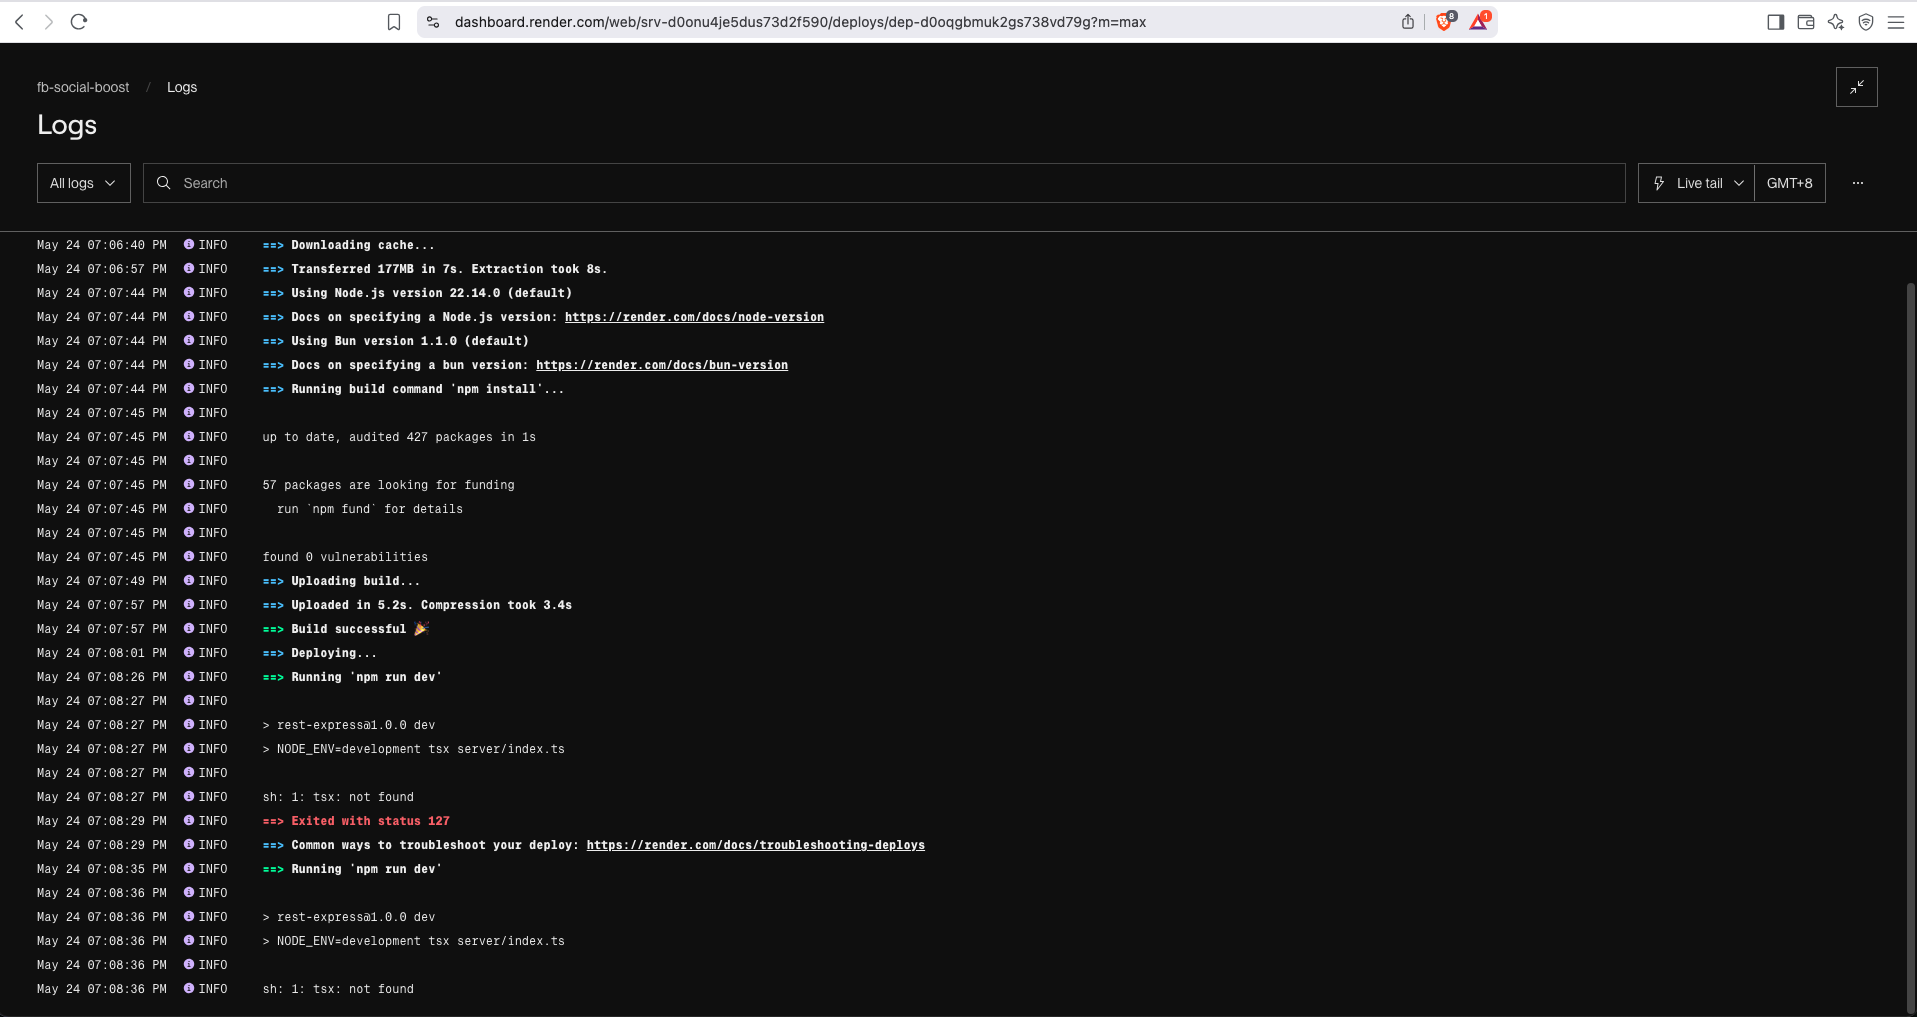 dashboard.render.com/web/srv-d0onu4je5dus73d2f590/deploys/dep-d0oqgbmuk2gs738vd79g?m=max
8
1
fb-social-boost / Logs
Logs
All logs
Search
Live tail
GMT+8
May 24 07:06:40 PM INFO ==> Downloading cache...
May 24 07:06:57 PM INFO ==> Transferred 177MB in 7s. Extraction took 8s.
May 24 07:07:44 PM INFO ==> Using Node.js version 22.14.0 (default)
May 24 07:07:44 PM INFO ==> Docs on specifying a Node.js version: https://render.com/docs/node-version
May 24 07:07:44 PM INFO ==> Using Bun version 1.1.0 (default)
May 24 07:07:44 PM INFO ==> Docs on specifying a bun version: https://render.com/docs/bun-version
May 24 07:07:44 PM INFO ==> Running build command 'npm install'...
May 24 07:07:45 PM INFO
May 24 07:07:45 PM INFO up to date, audited 427 packages in 1s
May 24 07:07:45 PM INFO
May 24 07:07:45 PM INFO 57 packages are looking for funding
May 24 07:07:45 PM INFO run `npm fund` for details
May 24 07:07:45 PM INFO
May 24 07:07:45 PM INFO found 0 vulnerabilities
May 24 07:07:49 PM INFO ==> Uploading build...
May 24 07:07:57 PM INFO ==> Uploaded in 5.2s. Compression took 3.4s
May 24 07:07:57 PM INFO ==> Build successful 🎉
May 24 07:08:01 PM INFO ==> Deploying...
May 24 07:08:26 PM INFO ==> Running 'npm run dev'
May 24 07:08:27 PM INFO
May 24 07:08:27 PM INFO > rest-express@1.0.0 dev
May 24 07:08:27 PM INFO > NODE_ENV=development tsx server/index.ts
May 24 07:08:27 PM INFO
May 24 07:08:27 PM INFO sh: 1: tsx: not found
May 24 07:08:29 PM INFO ==> Exited with status 127
May 24 07:08:29 PM INFO ==> Common ways to troubleshoot your deploy: https://render.com/docs/troubleshooting-deploys
May 24 07:08:35 PM INFO ==> Running 'npm run dev'
May 24 07:08:36 PM INFO
May 24 07:08:36 PM INFO > rest-express@1.0.0 dev
May 24 07:08:36 PM INFO > NODE_ENV=development tsx server/index.ts
May 24 07:08:36 PM INFO
May 24 07:08:36 PM INFO sh: 1: tsx: not found